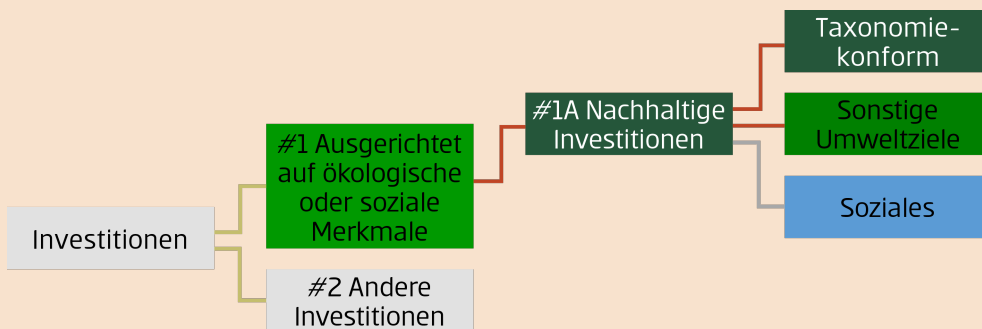 Taxonomie-
konform
#1A Nachhaltige
Investitionen
Sonstige
Umweltziele
#1 Ausgerichtet
auf ökologische
oder soziale
Merkmale
Soziales
Investitionen
#2 Andere
Investitionen